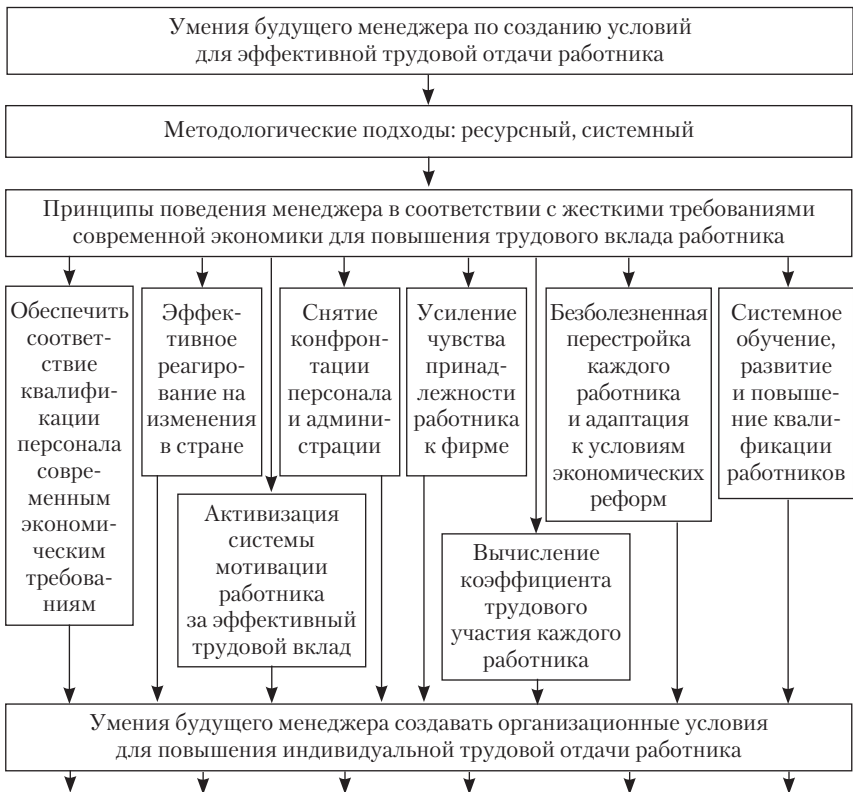 Умения будущего менеджера по созданию условий
для эффективной трудовой отдачи работника
Методологические подходы: ресурсный, системный
Принципы поведения менеджера в соответствии с жесткими требованиями
современной экономики для повышения трудового вклада работника
Обеспечить
соответ-
ствие
квалифи-
кации
персонала
совре-
менным
экономи-
ческим
требова-
ниям
Эффек-
тивное
реагиро-
вание на
изменения
в стране
Снятие
конфрон-
тации
персонала
и админи-
страции
Усиление
чувства
принад-
лежности
работника
к фирме
Безболезненная
перестройка
каждого
работника
и адаптация
к условиям
экономических
реформ
Системное
обучение,
развитие
и повыше-
ние квали-
фикации
работников
Активизация
системы
мотивации
работника
за эффективный
трудовой вклад
Вычисление
коэффициента
трудового
участия каждого
работника
Умения будущего менеджера создавать организационные условия
для повышения индивидуальной трудовой отдачи работника